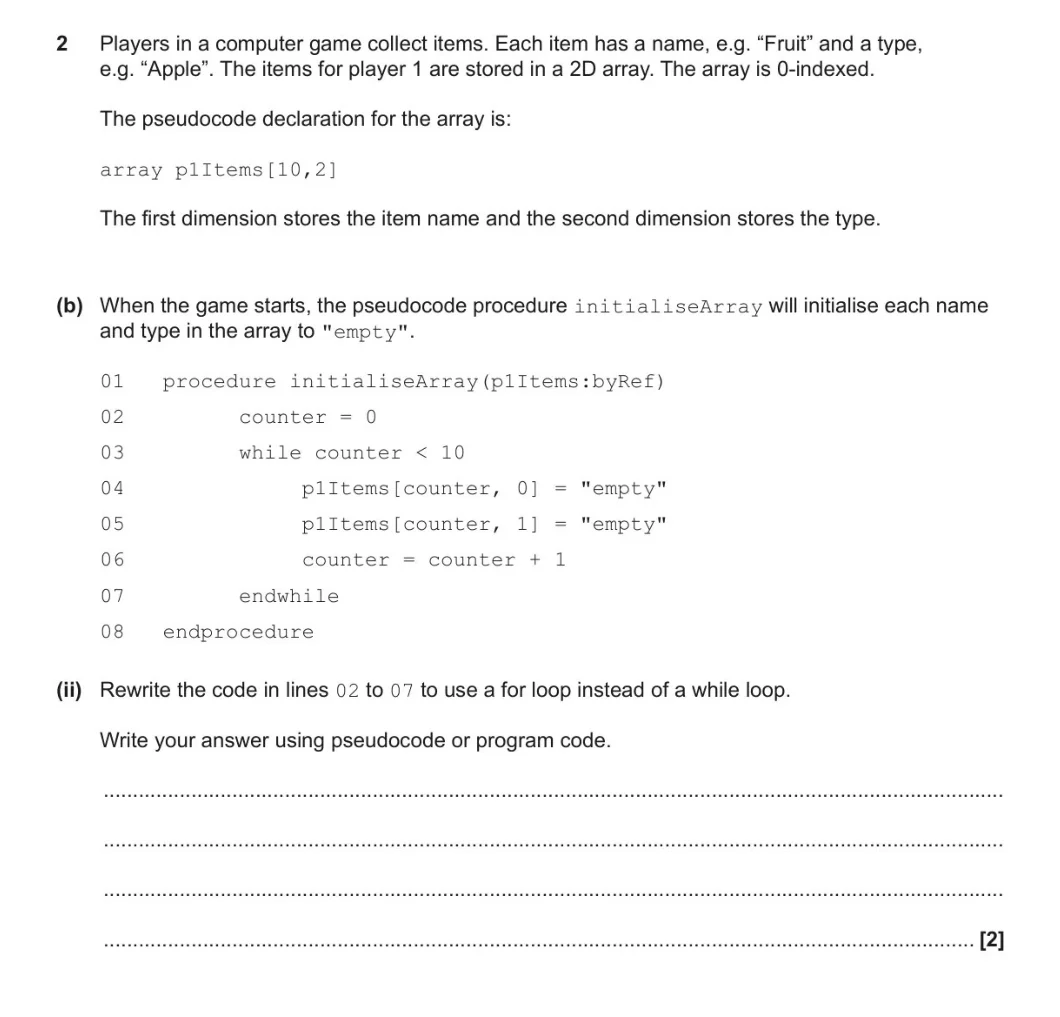 2 Players in a computer game collect items. Each item has a name, e.g. “Fruit” and a type,
e.g. “Apple”. The items for player 1 are stored in a 2D array. The array is 0-indexed.
The pseudocode declaration for the array is:
array p1Items[10,2]
The first dimension stores the item name and the second dimension stores the type.
(b) When the game starts, the pseudocode procedure initialiseArray will initialise each name
and type in the array to "empty".
01 procedure initialiseArray(p1Items:byRef)
02 counter = 0
03 while counter < 10
04 p1Items[counter, 0] = "empty"
05 p1Items[counter, 1] = "empty"
06 counter = counter + 1
07 endwhile
08 endprocedure
(ii) Rewrite the code in lines 02 to 07 to use a for loop instead of a while loop.
Write your answer using pseudocode or program code.
[2]